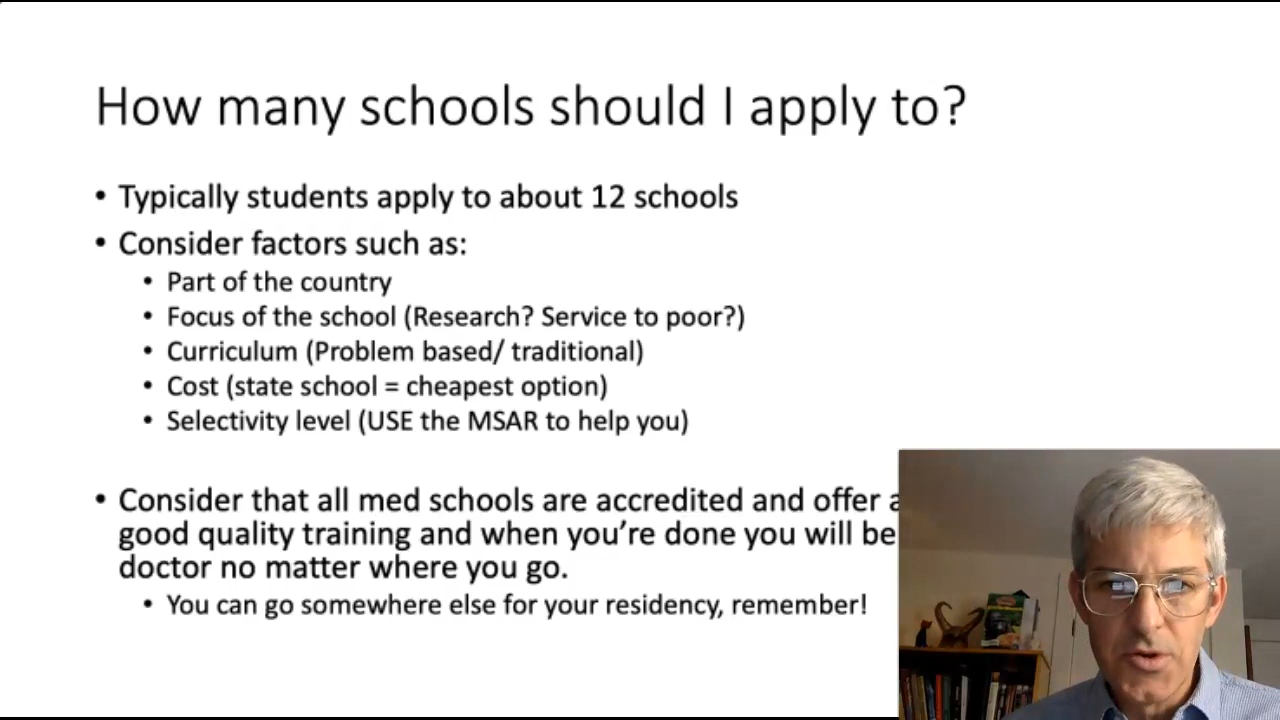 How many schools should I apply to?
• Typically students apply to about 12 schools
• Consider factors such as:
• Part of the country
• Focus of the school (Research? Service to poor?)
• Curriculum (Problem based/ traditional)
• Cost (state school = cheapest option)
• Selectivity level (USE the MSAR to help you)
• Consider that all med schools are accredited and offer a
good quality training and when you’re done you will be
doctor no matter where you go.
• You can go somewhere else for your residency, remember!